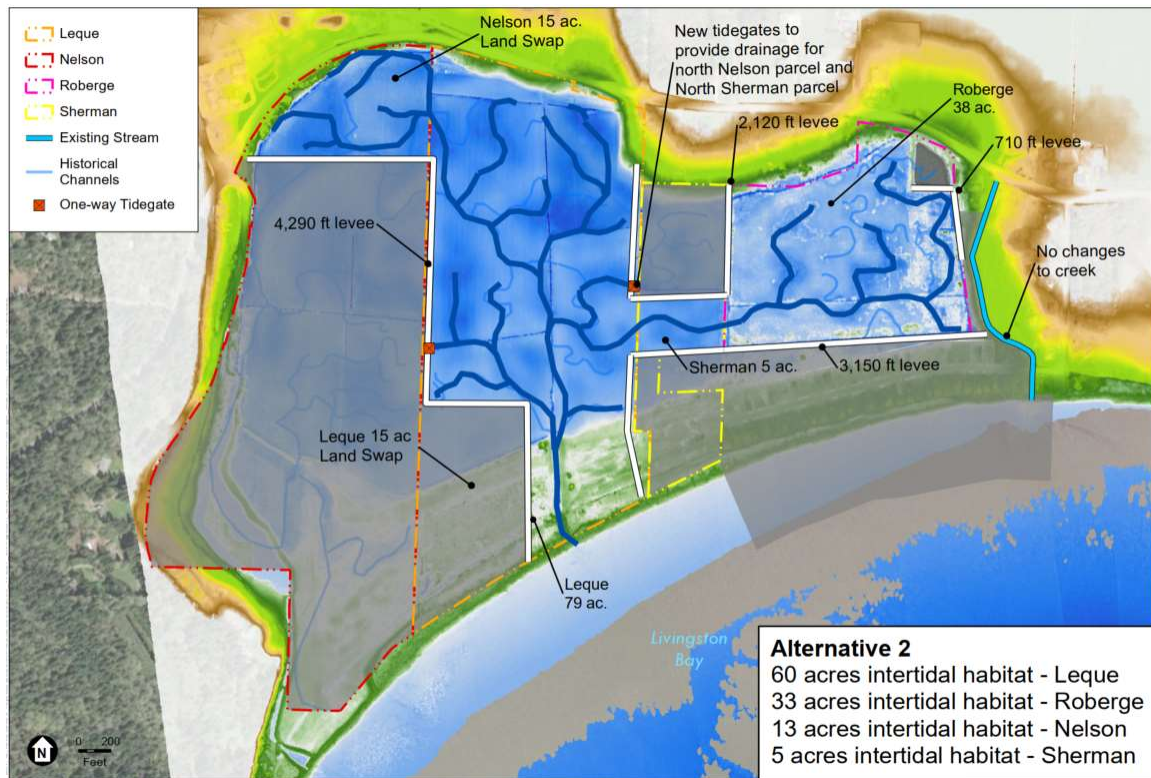 Leque
Nelson
Roberge
Sherman
Existing Stream
Historical
Channels
One-way Tidegate
Nelson 15 ac.
Land Swap
New tidegates to
provide drainage for
north Nelson parcel and
North Sherman parcel
Roberge
38 ac.
2,120 ft levee
710 ft levee
4,290 ft levee
No changes
to creek
Sherman 5 ac.
3,150 ft levee
Leque 15 ac
Land Swap
Leque
79 ac.
Livingston
Bay
N
0 200
Feet
Alternative 2
60 acres intertidal habitat - Leque
33 acres intertidal habitat - Roberge
13 acres intertidal habitat - Nelson
5 acres intertidal habitat - Sherman